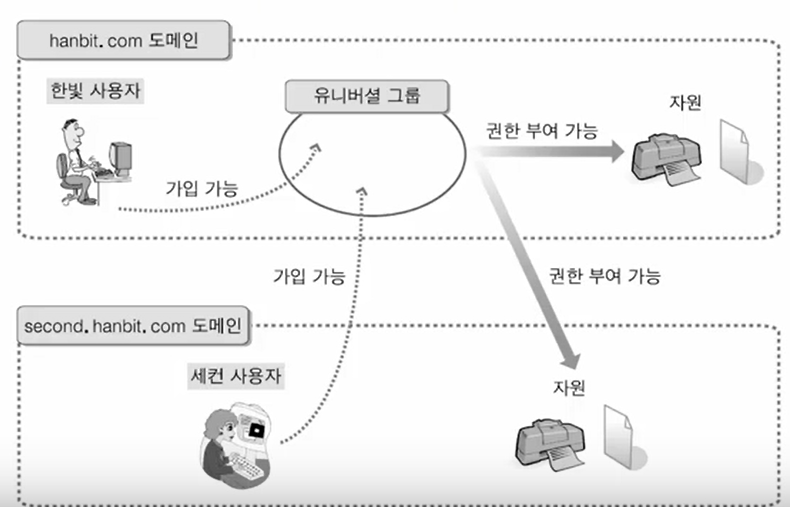 hanbit.com 도메인
한빛 사용자
유니버셜 그룹
자원
권한 부여 가능
가입 가능
가입 가능
권한 부여 가능
second.hanbit.com 도메인
세컨 사용자
자원